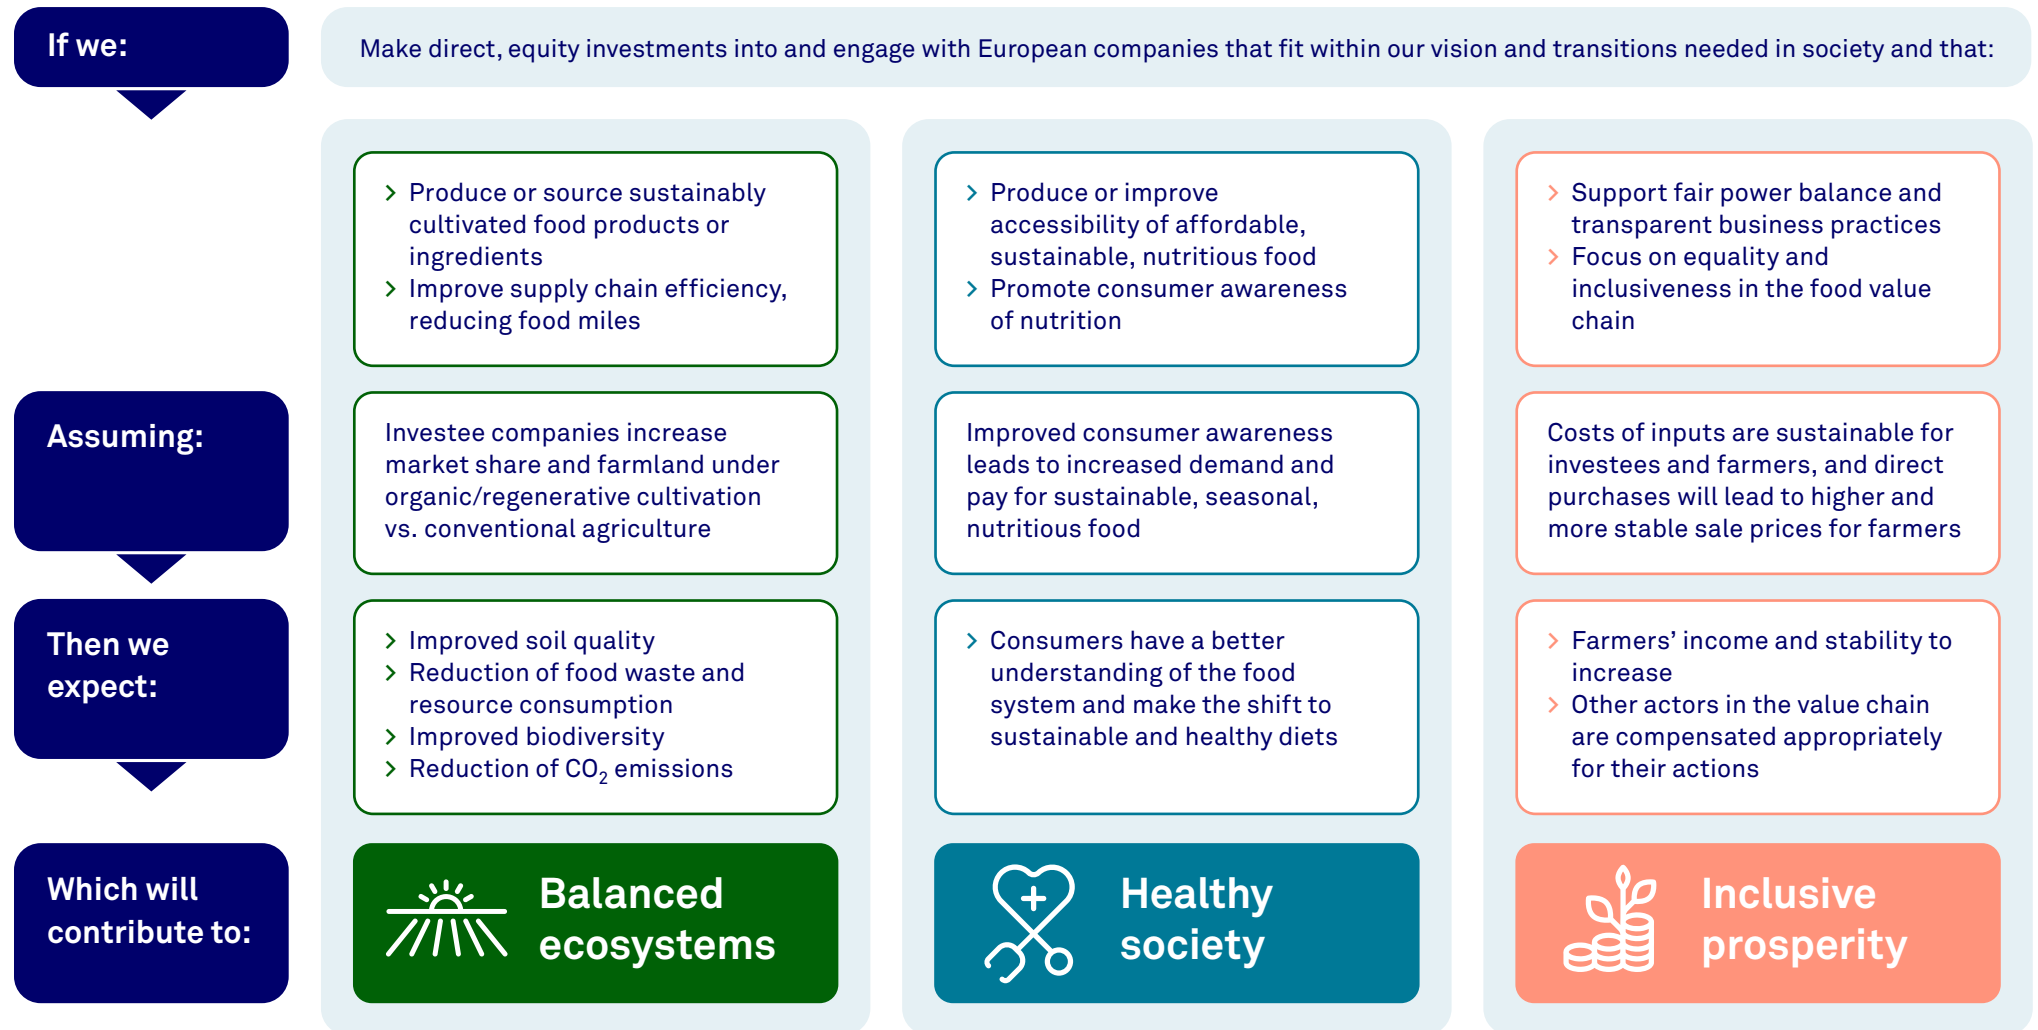 If we:
Make direct, equity investments into and engage with European companies that fit within our vision and transitions needed in society and that:
> Produce or source sustainably
cultivated food products or
ingredients
> Improve supply chain efficiency,
reducing food miles
> Produce or improve
accessibility of affordable,
sustainable, nutritious food
> Promote consumer awareness
of nutrition
> Support fair power balance and
transparent business practices
> Focus on equality and
inclusiveness in the food value
chain
Assuming:
Investee companies increase
market share and farmland under
organic/regenerative cultivation
vs. conventional agriculture
Improved consumer awareness
leads to increased demand and
pay for sustainable, seasonal,
nutritious food
Costs of inputs are sustainable for
investees and farmers, and direct
purchases will lead to higher and
more stable sale prices for farmers
Then we
expect:
> Improved soil quality
> Reduction of food waste and
resource consumption
> Improved biodiversity
> Reduction of CO₂ emissions
> Consumers have a better
understanding of the food
system and make the shift to
sustainable and healthy diets
> Farmers’ income and stability to
increase
> Other actors in the value chain
are compensated appropriately
for their actions
Which will
contribute to:
Balanced
ecosystems
Healthy
society
Inclusive
prosperity